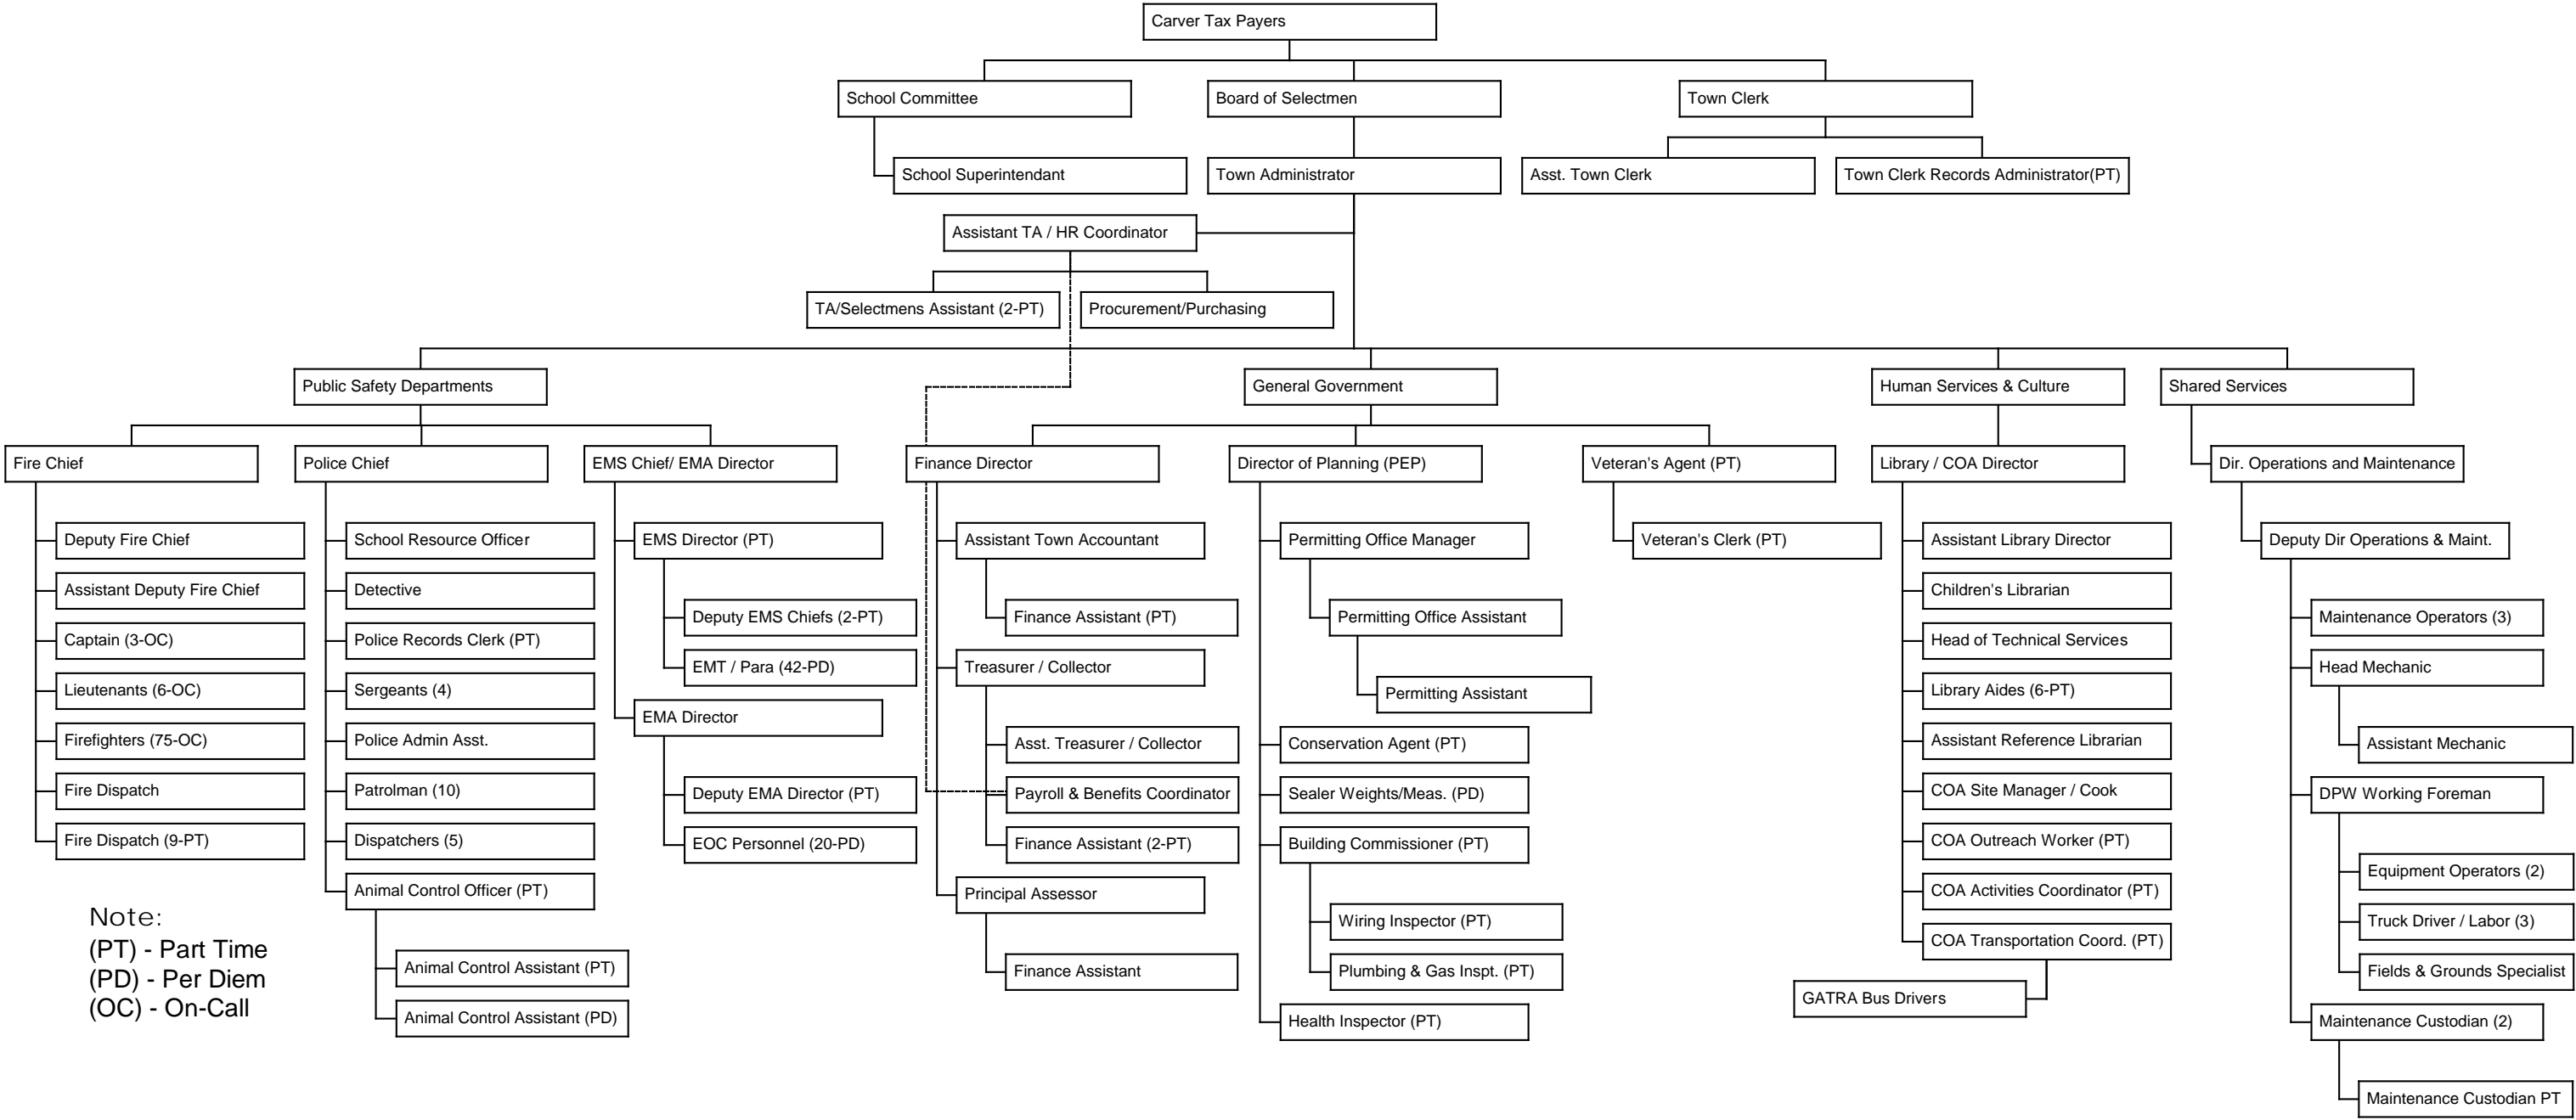 Carver Tax Payers
School Committee
Board of Selectmen
Town Clerk
School Superintendant
Town Administrator
Asst. Town Clerk
Town Clerk Records Administrator(PT)
Assistant TA / HR Coordinator
TA/Selectmens Assistant (2-PT)
Procurement/Purchasing
Public Safety Departments
General Government
Human Services & Culture
Shared Services
Fire Chief
Police Chief
EMS Chief/ EMA Director
Finance Director
Director of Planning (PEP)
Veteran's Agent (PT)
Library / COA Director
Dir. Operations and Maintenance
Deputy Fire Chief
Assistant Deputy Fire Chief
Captain (3-OC)
Lieutenants (6-OC)
Firefighters (75-OC)
Fire Dispatch
Fire Dispatch (9-PT)
School Resource Officer
Detective
Police Records Clerk (PT)
Sergeants (4)
Police Admin Asst.
Patrolman (10)
Dispatchers (5)
Animal Control Officer (PT)
Animal Control Assistant (PT)
Animal Control Assistant (PD)
EMS Director (PT)
Deputy EMS Chiefs (2-PT)
EMT / Para (42-PD)
EMA Director
Deputy EMA Director (PT)
EOC Personnel (20-PD)
Assistant Town Accountant
Finance Assistant (PT)
Treasurer / Collector
Asst. Treasurer / Collector
Payroll & Benefits Coordinator
Finance Assistant (2-PT)
Principal Assessor
Finance Assistant
Permitting Office Manager
Permitting Office Assistant
Permitting Assistant
Conservation Agent (PT)
Sealer Weights/Meas. (PD)
Building Commissioner (PT)
Wiring Inspector (PT)
Plumbing & Gas Inspt. (PT)
Health Inspector (PT)
Veteran's Clerk (PT)
Assistant Library Director
Children's Librarian
Head of Technical Services
Library Aides (6-PT)
Assistant Reference Librarian
COA Site Manager / Cook
COA Outreach Worker (PT)
COA Activities Coordinator (PT)
COA Transportation Coord. (PT)
GATRA Bus Drivers
Deputy Dir Operations & Maint.
Maintenance Operators (3)
Head Mechanic
Assistant Mechanic
DPW Working Foreman
Equipment Operators (2)
Truck Driver / Labor (3)
Fields & Grounds Specialist
Maintenance Custodian (2)
Maintenance Custodian PT
Note:
(PT) - Part Time
(PD) - Per Diem
(OC) - On-Call